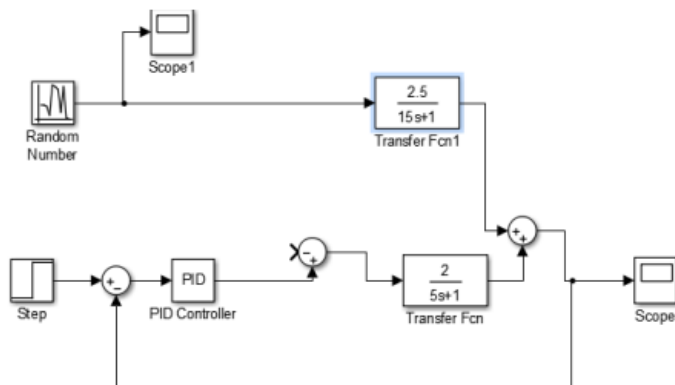 Scope1
2.5
15s+1
Random
Number
Transfer Fcn1
+
+
+
−
PID
−
+
2
5s+1
Step
PID Controller
Transfer Fcn
Scope